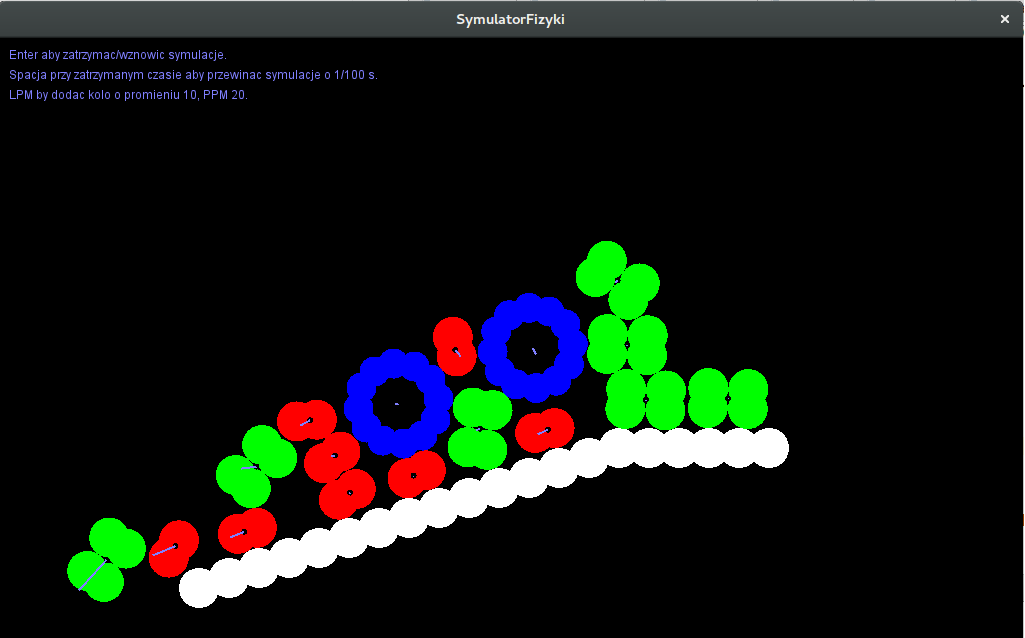 SymulatorFizyki
Enter aby zatrzymac/wznowic symulacje.
Spacja przy zatrzymanym czasie aby przewinac symulacje o 1/100 s.
LPM by dodac kolo o promieniu 10, PPM 20.